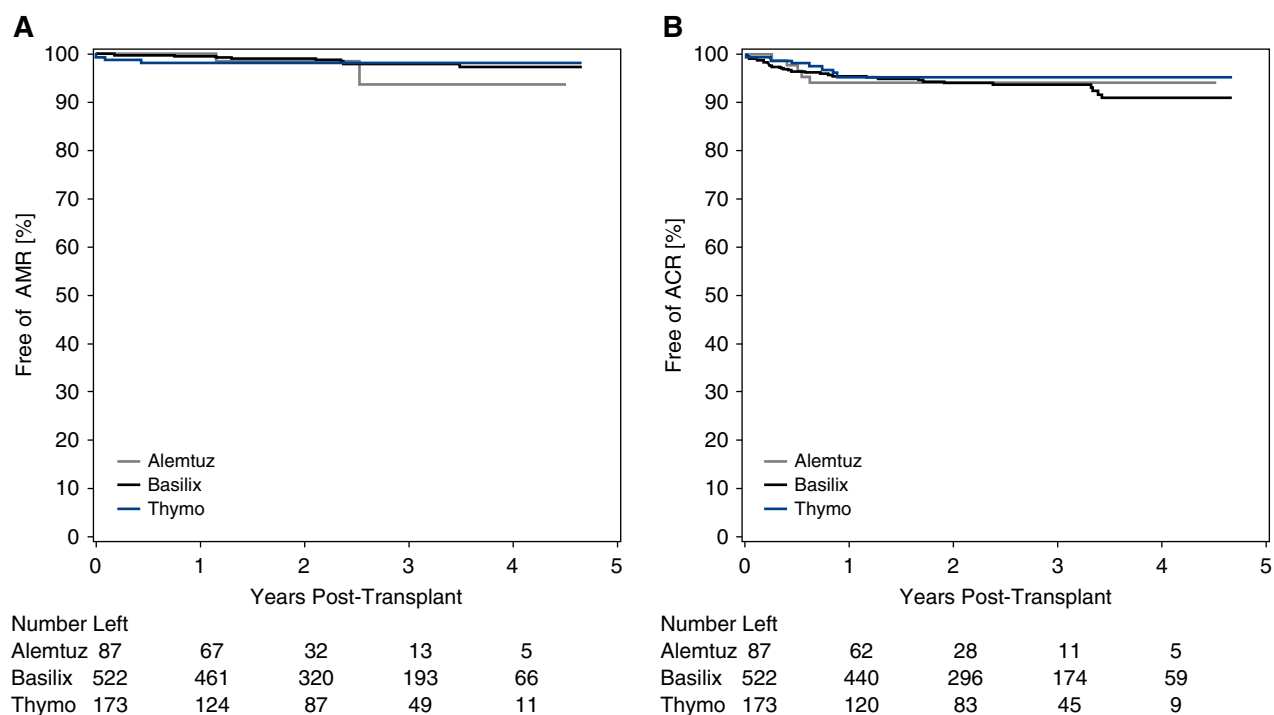 A
100
90
80
70
60
50
40
30
20
10
0
Free of AMR [%]
Alemtuz
Basilix
Thymo
0 1 2 3 4 5
Years Post-Transplant
Number Left
Alemtuz 87 67 32 13 5
Basilix 522 461 320 193 66
Thymo 173 124 87 49 11
B
100
90
80
70
60
50
40
30
20
10
0
Free of ACR [%]
Alemtuz
Basilix
Thymo
0 1 2 3 4 5
Years Post-Transplant
Number Left
Alemtuz 87 62 28 11 5
Basilix 522 440 296 174 59
Thymo 173 120 83 45 9